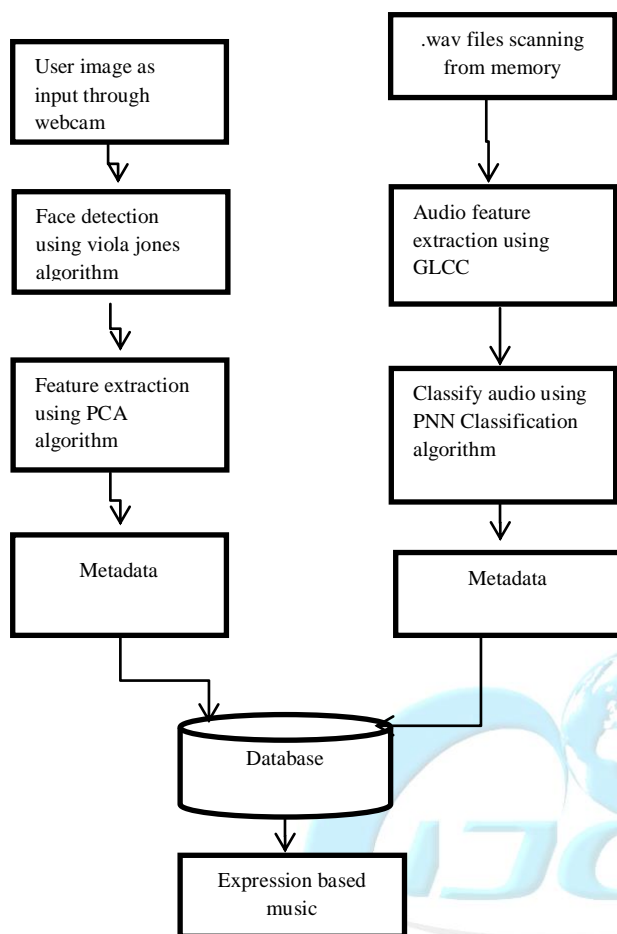 User image as
input through
webcam
Face detection
using viola jones
algorithm
Feature extraction
using PCA
algorithm
Metadata
.wav files scanning
from memory
Audio feature
extraction using
GLCC
Classify audio using
PNN Classification
algorithm
Metadata
Database
Expression based
music